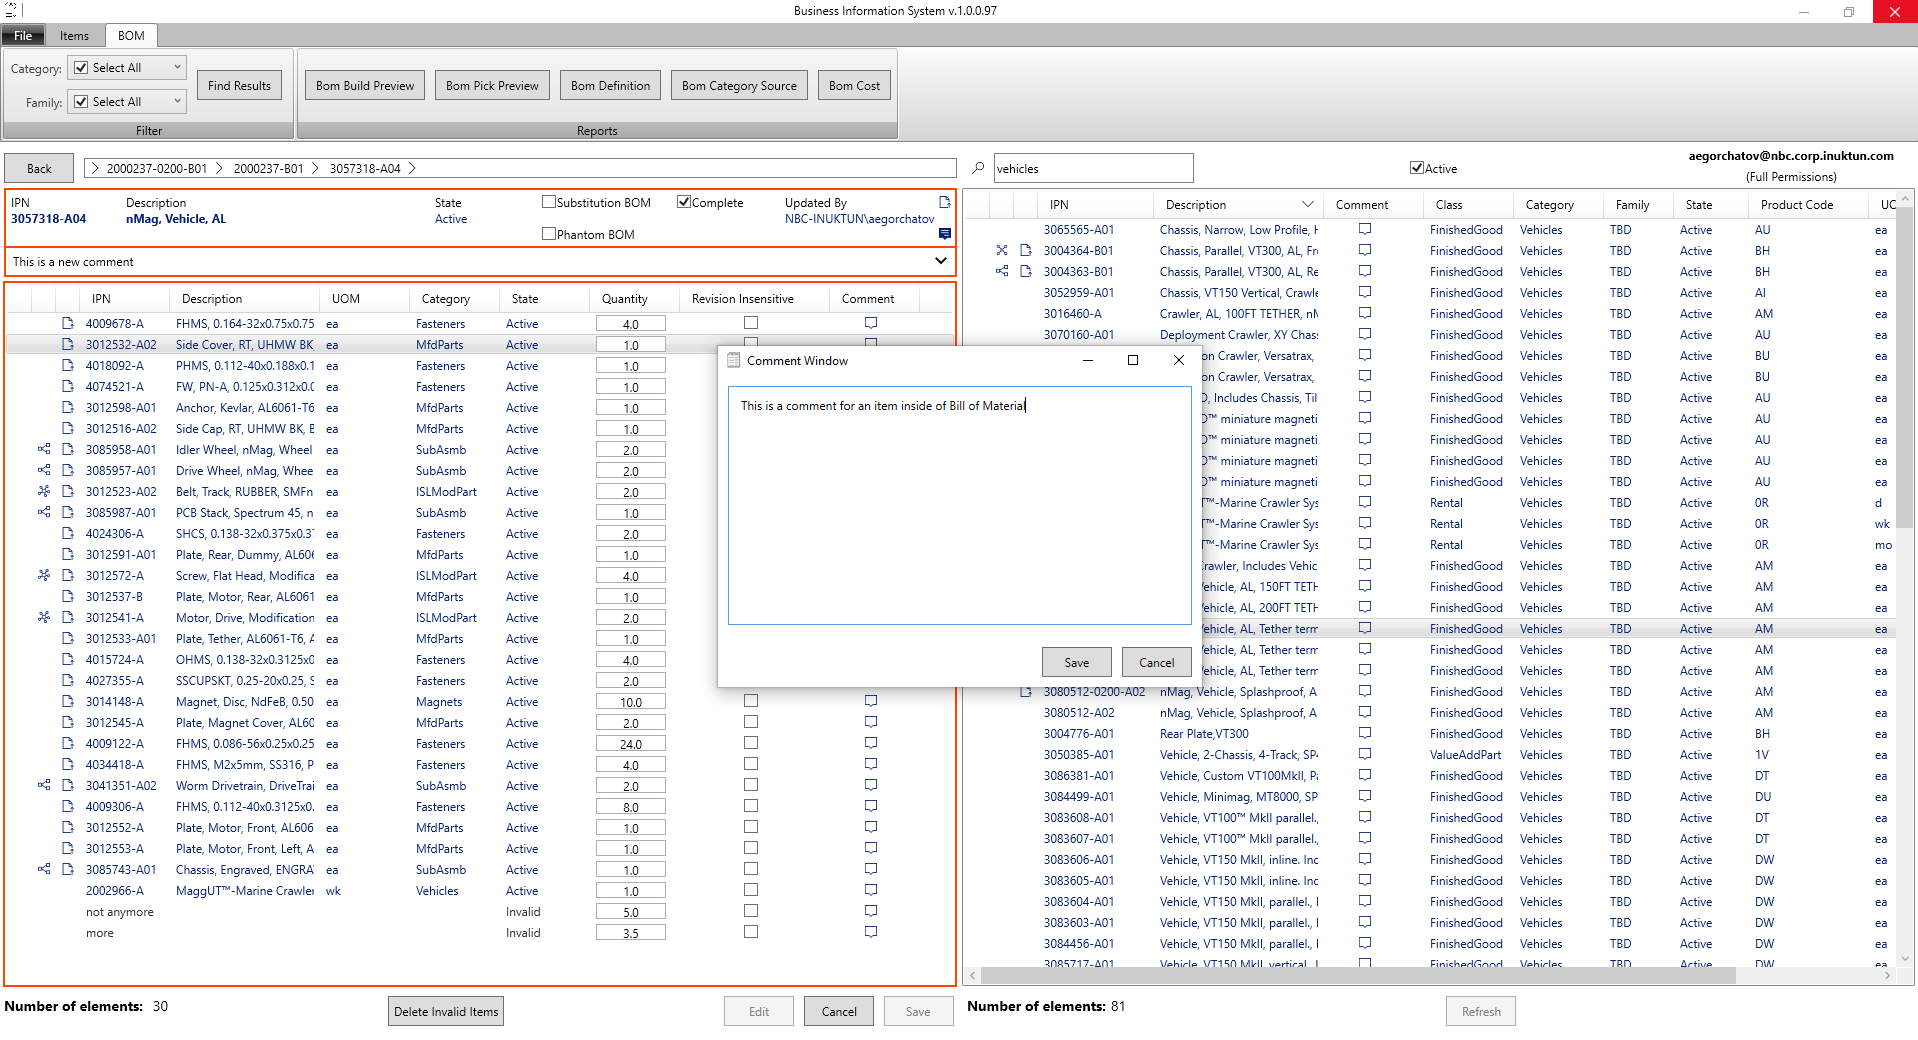 Business Information System v.1.0.0.97
File Items BOM
Category: Select All
Family: Select All
Find Results
Filter
Bom Build Preview Bom Pick Preview Bom Definition Bom Category Source Bom Cost
Reports
Back
2000237-0200-B01 2000237-B01 3057318-A04
IPN Description State Substitution BOM Complete Updated By
3057318-A04 nMag, Vehicle, AL Active NBC-INUKTUN\aegorchatov
Phantom BOM
This is a new comment
IPN Description UOM Category State Quantity Revision Insensitive Comment
4009678-A FHMS, 0.164-32x0.75x0.75 ea Fasteners Active 4.0
3012532-A02 Side Cover, RT, UHMW BK, ea MfdParts Active 1.0
4018092-A PHMS, 0.112-40x0.188x0.1 ea Fasteners Active 1.0
4074521-A FW, PN-A, 0.125x0.312x0.0 ea Fasteners Active 1.0
3012598-A01 Anchor, Kevlar, AL6061-T6 ea MfdParts Active 1.0
3012516-A02 Side Cap, RT, UHMW BK, B ea MfdParts Active 1.0
3085958-A01 Idler Wheel, nMag, Wheel ea SubAsmb Active 2.0
3085957-A01 Drive Wheel, nMag, Whee ea SubAsmb Active 2.0
3012523-A02 Belt, Track, RUBBER, SMFn ea ISLModPart Active 2.0
3085987-A01 PCB Stack, Spectrum 45, n ea SubAsmb Active 1.0
4024306-A SHCS, 0.138-32x0.375x0.3 ea Fasteners Active 2.0
3012591-A01 Plate, Rear, Dummy, AL606 ea MfdParts Active 1.0
3012572-A Screw, Flat Head, Modifica ea ISLModPart Active 4.0
3012537-B Plate, Motor, Rear, AL6061 ea MfdParts Active 1.0
3012541-A Motor, Drive, Modification ea ISLModPart Active 2.0
3012533-A01 Plate, Tether, AL6061-T6, A ea MfdParts Active 1.0
4015724-A OHMS, 0.138-32x0.3125x0 ea Fasteners Active 4.0
4027355-A SSCUPSKT, 0.25-20x0.25, S ea Fasteners Active 2.0
3014148-A Magnet, Disc, NdFeB, 0.50 ea Magnets Active 10.0
3012545-A Plate, Magnet Cover, AL60 ea MfdParts Active 2.0
4009122-A FHMS, 0.086-56x0.25x0.25 ea Fasteners Active 24.0
4034418-A FHMS, M2x5mm, SS316, P ea Fasteners Active 4.0
3041351-A02 Worm Drivetrain, DriveTrai ea SubAsmb Active 2.0
4009306-A FHMS, 0.112-40x0.3125x0. ea Fasteners Active 8.0
3012552-A Plate, Motor, Front, AL606 ea MfdParts Active 1.0
3012553-A Plate, Motor, Front, Left, A ea MfdParts Active 1.0
3085743-A01 Chassis, Engraved, ENGRA ea SubAsmb Active 1.0
2002966-A MaggUT™-Marine Crawler wk Vehicles Active 1.0
not anymore Invalid 5.0
more Invalid 3.5
Number of elements: 30
Delete Invalid Items Edit Cancel Save
Comment Window
This is a comment for an item inside of Bill of Material
Save Cancel
vehicles
Active
aegorchatov@nbc.corp.inuktun.com
(Full Permissions)
IPN Description Comment Class Category Family State Product Code UO
3065565-A01 Chassis, Narrow, Low Profile, H FinishedGood Vehicles TBD Active AU ea
3004364-B01 Chassis, Parallel, VT300, AL, Fr FinishedGood Vehicles TBD Active BH ea
3004363-B01 Chassis, Parallel, VT300, AL, Re FinishedGood Vehicles TBD Active BH ea
3052959-A01 Chassis, VT150 Vertical, Crawle FinishedGood Vehicles TBD Active AI ea
3016460-A Crawler, AL, 100FT TETHER, nM FinishedGood Vehicles TBD Active AM ea
3070160-A01 Deployment Crawler, XY Chas FinishedGood Vehicles TBD Active AU ea
on Crawler, Versatrax, FinishedGood Vehicles TBD Active BU ea
on Crawler, Versatrax, FinishedGood Vehicles TBD Active BU ea
D, Includes Chassis, Til FinishedGood Vehicles TBD Active AU ea
D™ miniature magneti FinishedGood Vehicles TBD Active AU ea
D™ miniature magneti FinishedGood Vehicles TBD Active AU ea
D™ miniature magneti FinishedGood Vehicles TBD Active AU ea
D™ miniature magneti FinishedGood Vehicles TBD Active AU ea
T™-Marine Crawler Sys Rental Vehicles TBD Active 0R d
T™-Marine Crawler Sys Rental Vehicles TBD Active 0R wk
T™-Marine Crawler Sys Rental Vehicles TBD Active 0R mo
Crawler, Includes Vehic FinishedGood Vehicles TBD Active AM ea
ehicle, AL, 150FT TETH FinishedGood Vehicles TBD Active AM ea
ehicle, AL, 200FT TETH FinishedGood Vehicles TBD Active AM ea
ehicle, AL, Tether term FinishedGood Vehicles TBD Active AM ea
ehicle, AL, Tether term FinishedGood Vehicles TBD Active AM ea
ehicle, AL, Tether term FinishedGood Vehicles TBD Active AM ea
3080512-0200-A02 nMag, Vehicle, Splashproof, A FinishedGood Vehicles TBD Active AM ea
3080512-A02 nMag, Vehicle, Splashproof, A FinishedGood Vehicles TBD Active AM ea
3004776-A01 Rear Plate,VT300 FinishedGood Vehicles TBD Active BH ea
3050385-A01 Vehicle, 2-Chassis, 4-Track, SP4 ValueAddPart Vehicles TBD Active 1V ea
3086381-A01 Vehicle, Custom VT100MkII, Pa FinishedGood Vehicles TBD Active DT ea
3084499-A01 Vehicle, Minimag, MT8000, SP FinishedGood Vehicles TBD Active DU ea
3083608-A01 Vehicle, VT100™ MkII parallel., FinishedGood Vehicles TBD Active DT ea
3083607-A01 Vehicle, VT100™ MkII parallel., FinishedGood Vehicles TBD Active DT ea
3083606-A01 Vehicle, VT150 MkII, inline. Inc FinishedGood Vehicles TBD Active DW ea
3083605-A01 Vehicle, VT150 MkII, inline. Inc FinishedGood Vehicles TBD Active DW ea
3083604-A01 Vehicle, VT150 MkII, parallel., I FinishedGood Vehicles TBD Active DW ea
3083603-A01 Vehicle, VT150 MkII, parallel., I FinishedGood Vehicles TBD Active DW ea
3084456-A01 Vehicle, VT150 MkII, parallel., I FinishedGood Vehicles TBD Active DW ea
3085717-A01 Vehicle, VT150 MkII, vertical, I FinishedGood Vehicles TBD Active DW ea
Number of elements: 81
Refresh